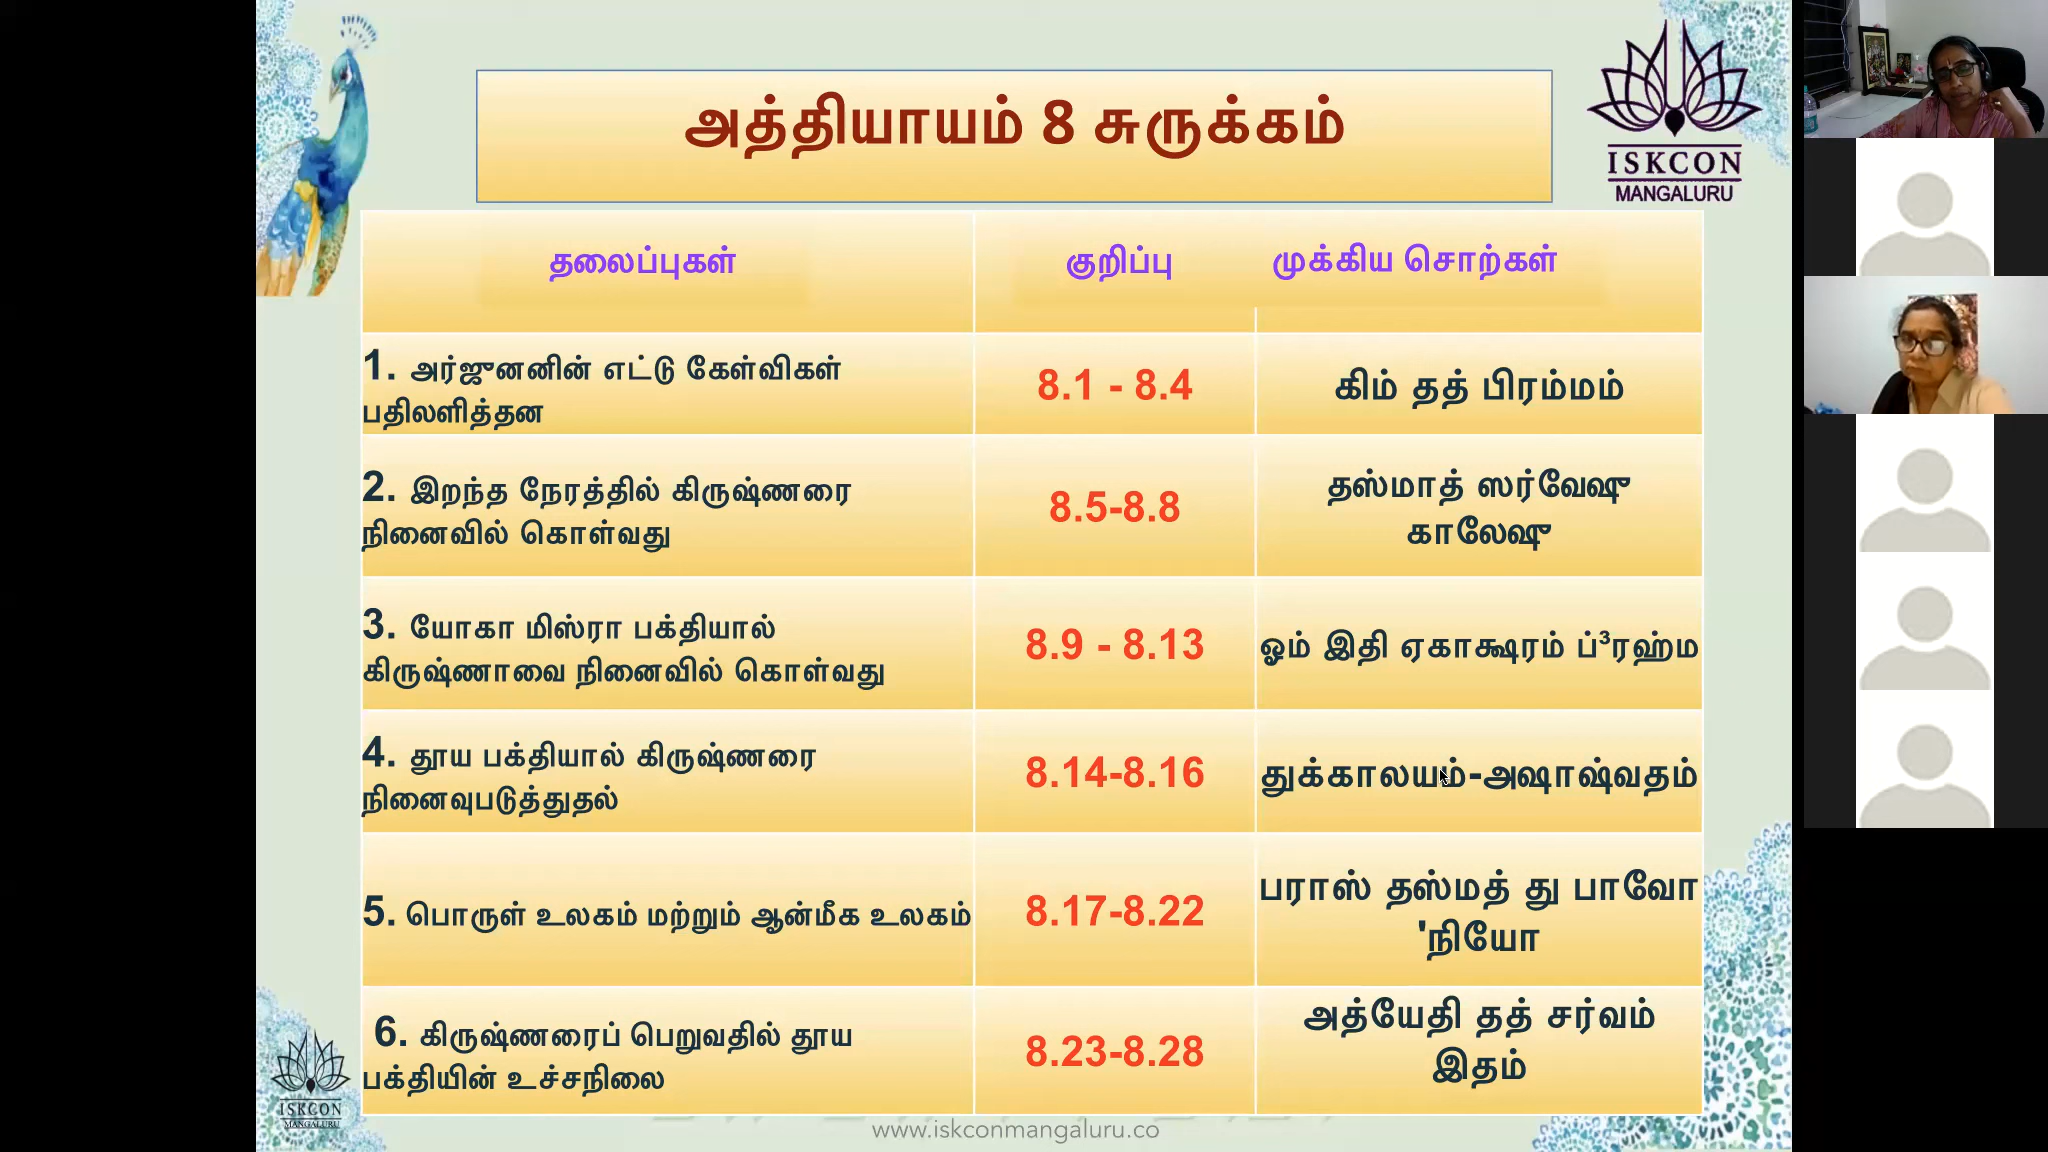 அத்தியாயம் 8 சுருக்கம்
ISKCON
MANGALURU
தலைப்புகள் குறிப்பு முக்கிய சொற்கள்
1. அர்ஜுனனின் எட்டு கேள்விகள்
பதிலளித்தன
8.1 - 8.4
கிம் தத் பிரம்மம்
2. இறந்த நேரத்தில் கிருஷ்ணரை
நினைவில் கொள்வது
8.5-8.8
தஸ்மாத் ஸர்வேஷு
காலேஷு
3. யோகா மிஸ்ரா பக்தியால்
கிருஷ்ணாவை நினைவில் கொள்வது
8.9 - 8.13
ஓம் இதி ஏகாக்ஷரம் ப்³ரஹ்ம
4. தூய பக்தியால் கிருஷ்ணரை
நினைவுபடுத்துதல்
8.14-8.16
துக்காலயம்-அஷாஷ்வதம்
5. பொருள் உலகம் மற்றும் ஆன்மீக உலகம்
8.17-8.22
பராஸ் தஸ்மத் து பாவோ
'நியோ
6. கிருஷ்ணரைப் பெறுவதில் தூய
பக்தியின் உச்சநிலை
8.23-8.28
அத்யேதி தத் சர்வம்
இதம்
ISKCON
MANGALURU
www.iskconmangaluru.co